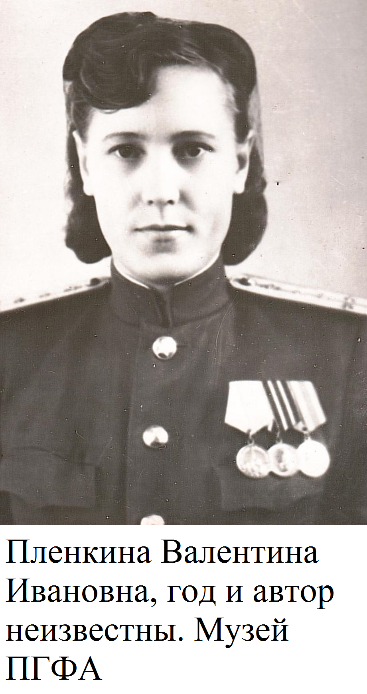 Пленкина Валентина
Ивановна, год и автор
неизвестны. Музей
ПГФА